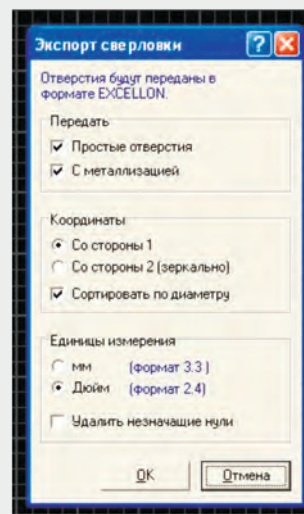 Экспорт сверловки
Отверстия будут переданы в
формате EXCELLON.
Передать
Простые отверстия
С металлизацией
Координаты
Со стороны 1
Со стороны 2 (зеркально)
Сортировать по диаметру
Единицы измерения
мм (формат 3.3 )
Дюйм (формат 2.4)
Удалить незначащие нули
OK Отмена